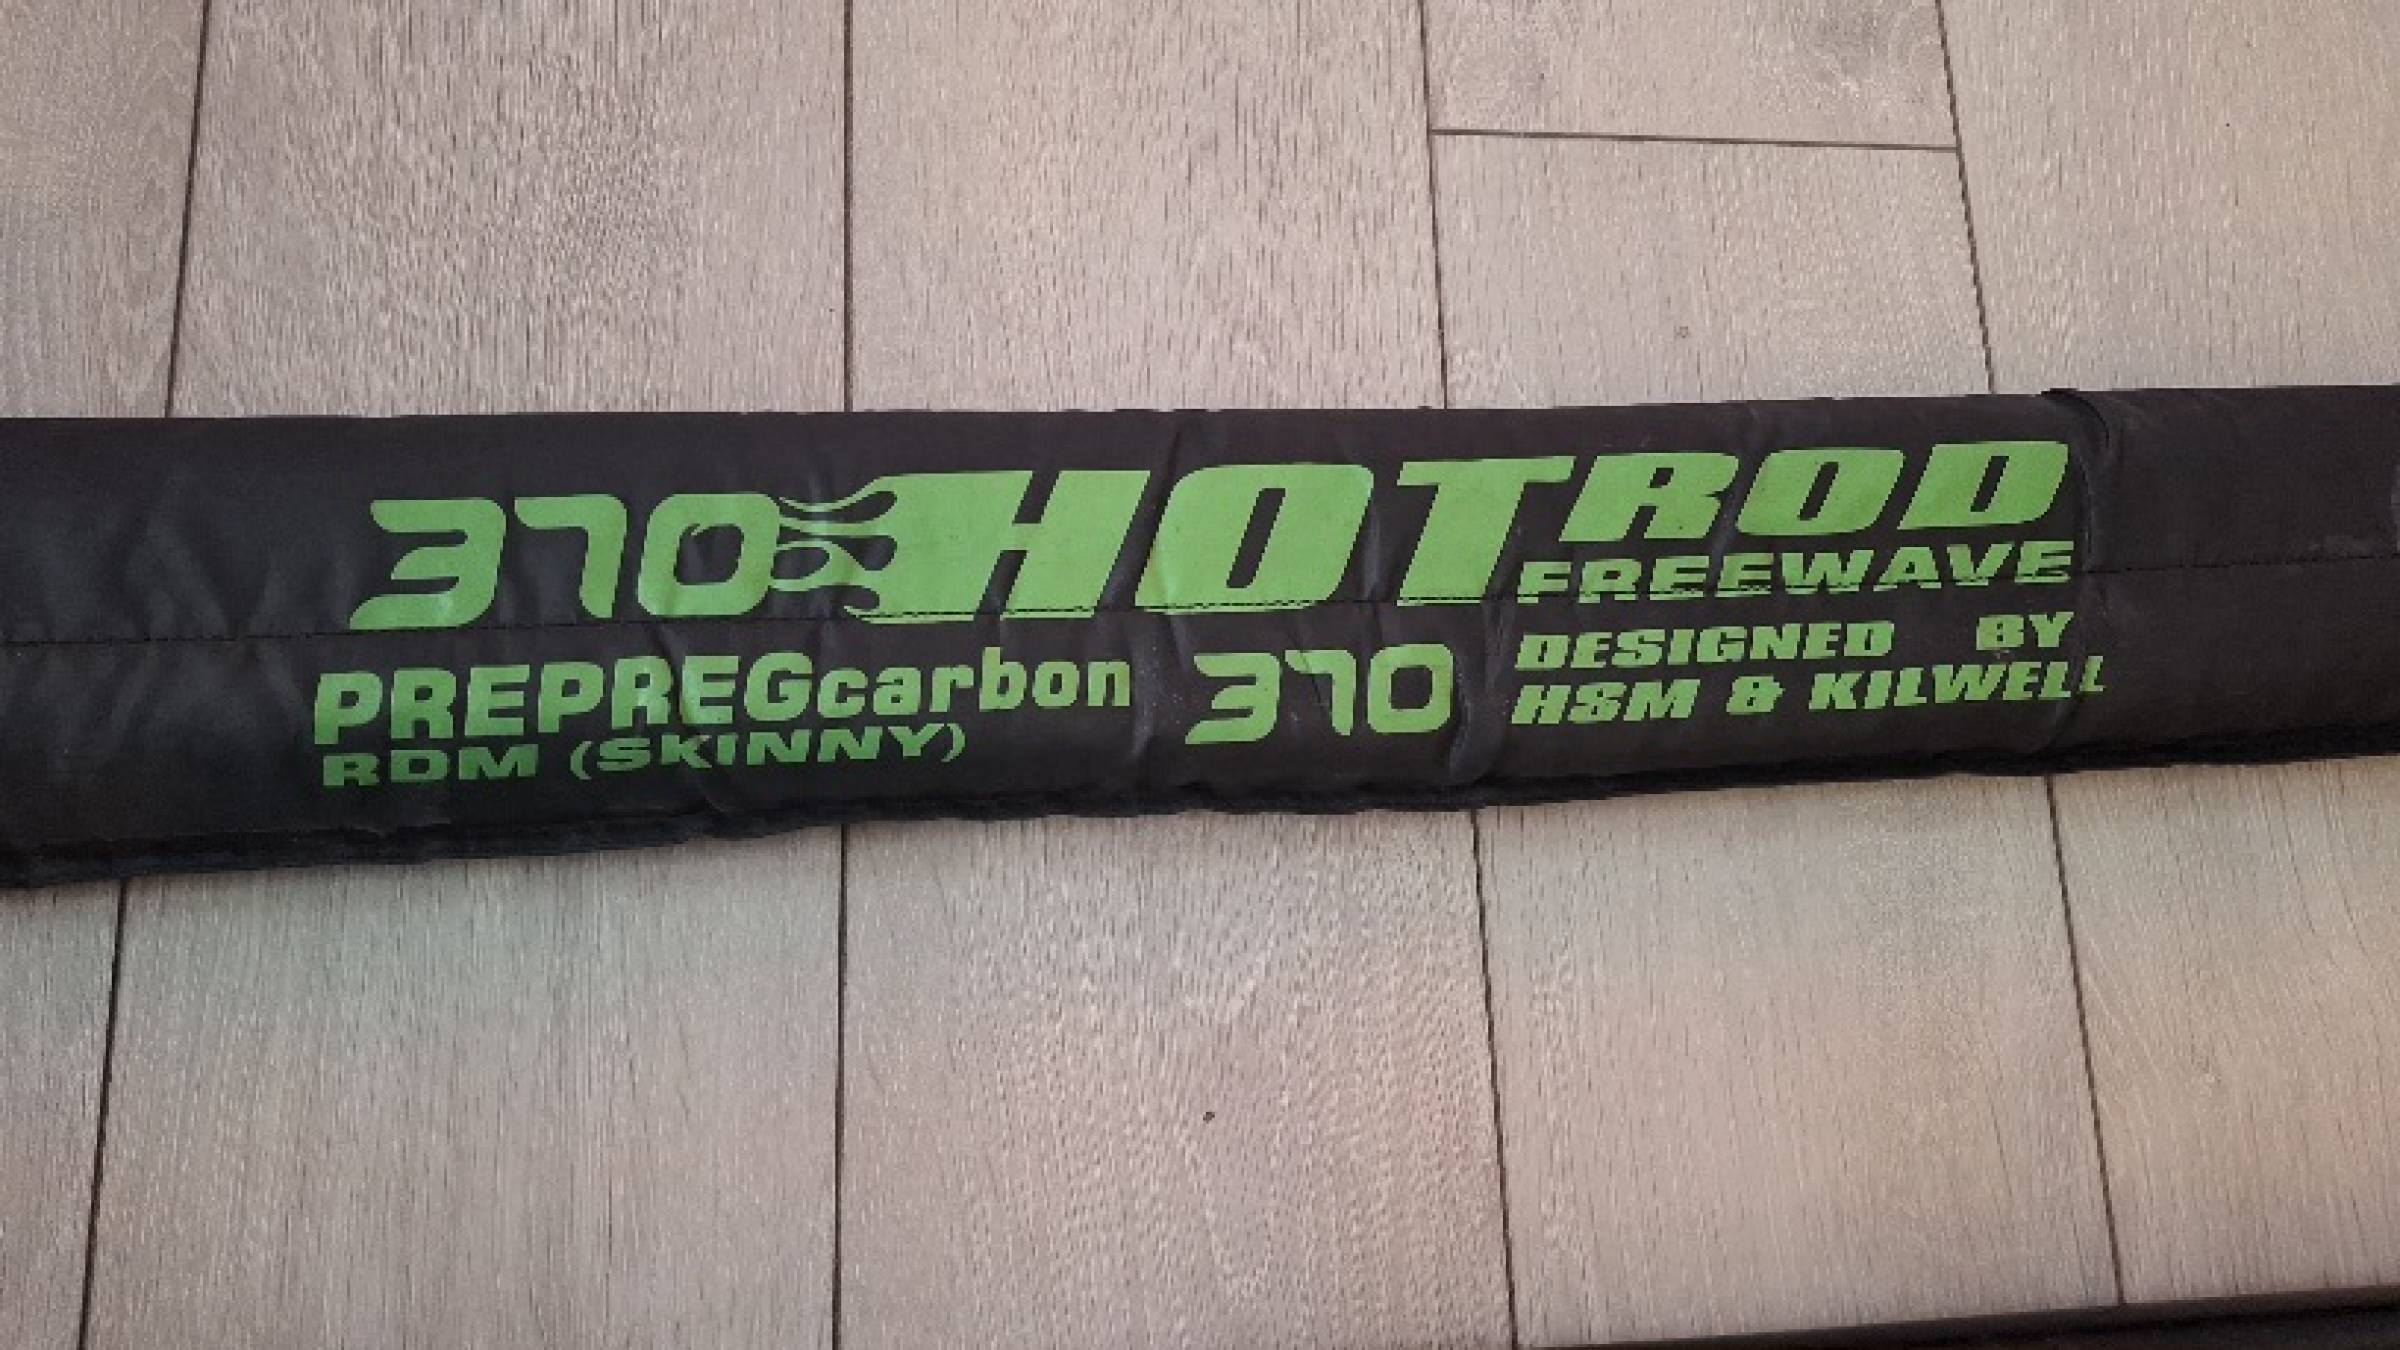 370 HOTROD
FREEWAVE
PREPREGcarbon 370
RDM (SKINNY)
DESIGNED BY
HSM & KILWELL